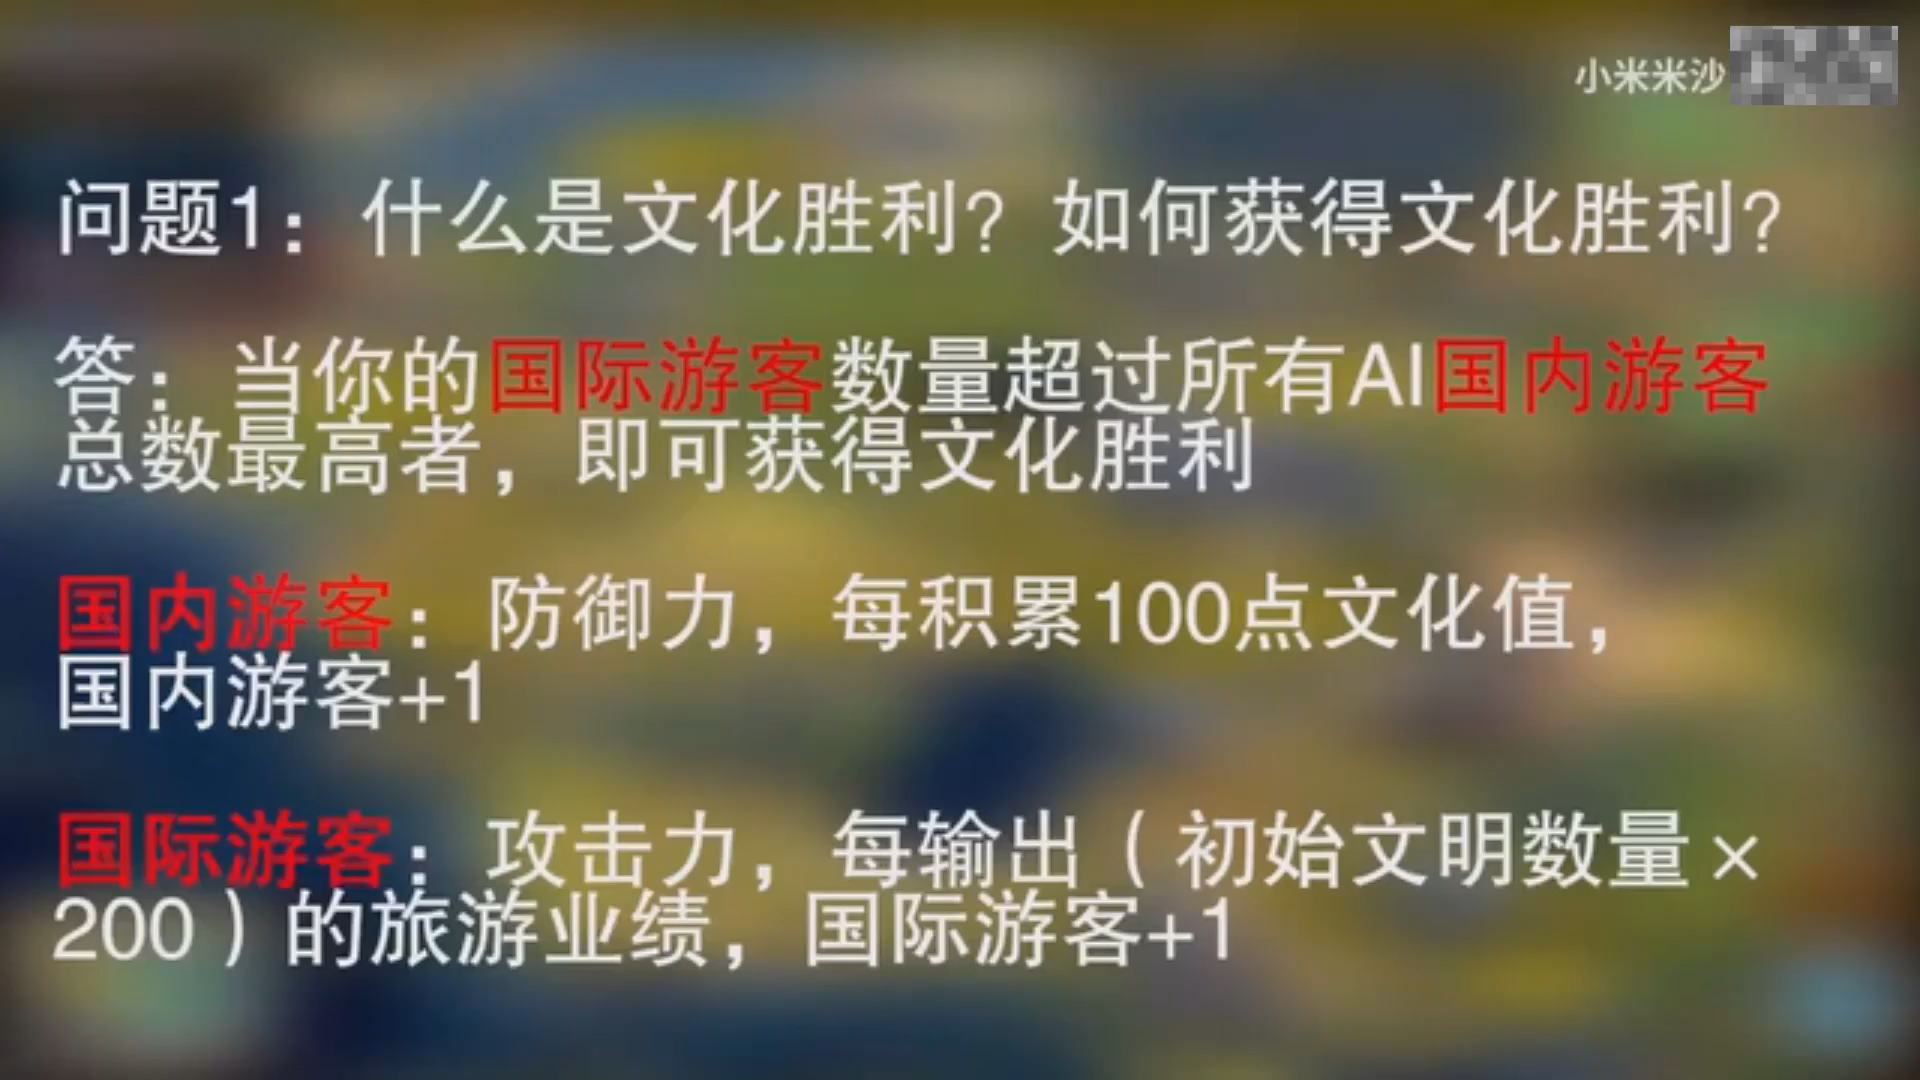 小米米沙
问题1：什么是文化胜利？如何获得文化胜利？
答：当你的国际游客数量超过所有AI国内游客
总数最高者，即可获得文化胜利
国内游客：防御力，每积累100点文化值，
国内游客+1
国际游客：攻击力，每输出（初始文明数量×
200）的旅游业绩，国际游客+1